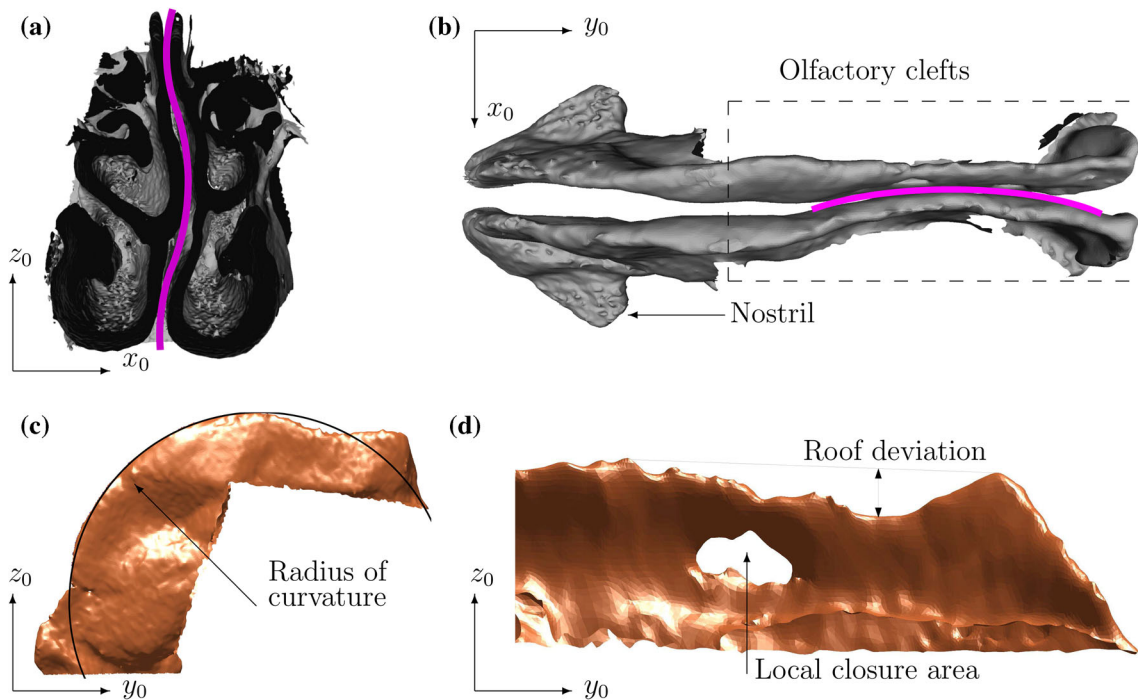 (a)
z₀
x₀
(b)
y₀
x₀
Olfactory clefts
Nostril
(c)
Radius of
curvature
z₀
y₀
(d)
Roof deviation
z₀
Local closure area
y₀